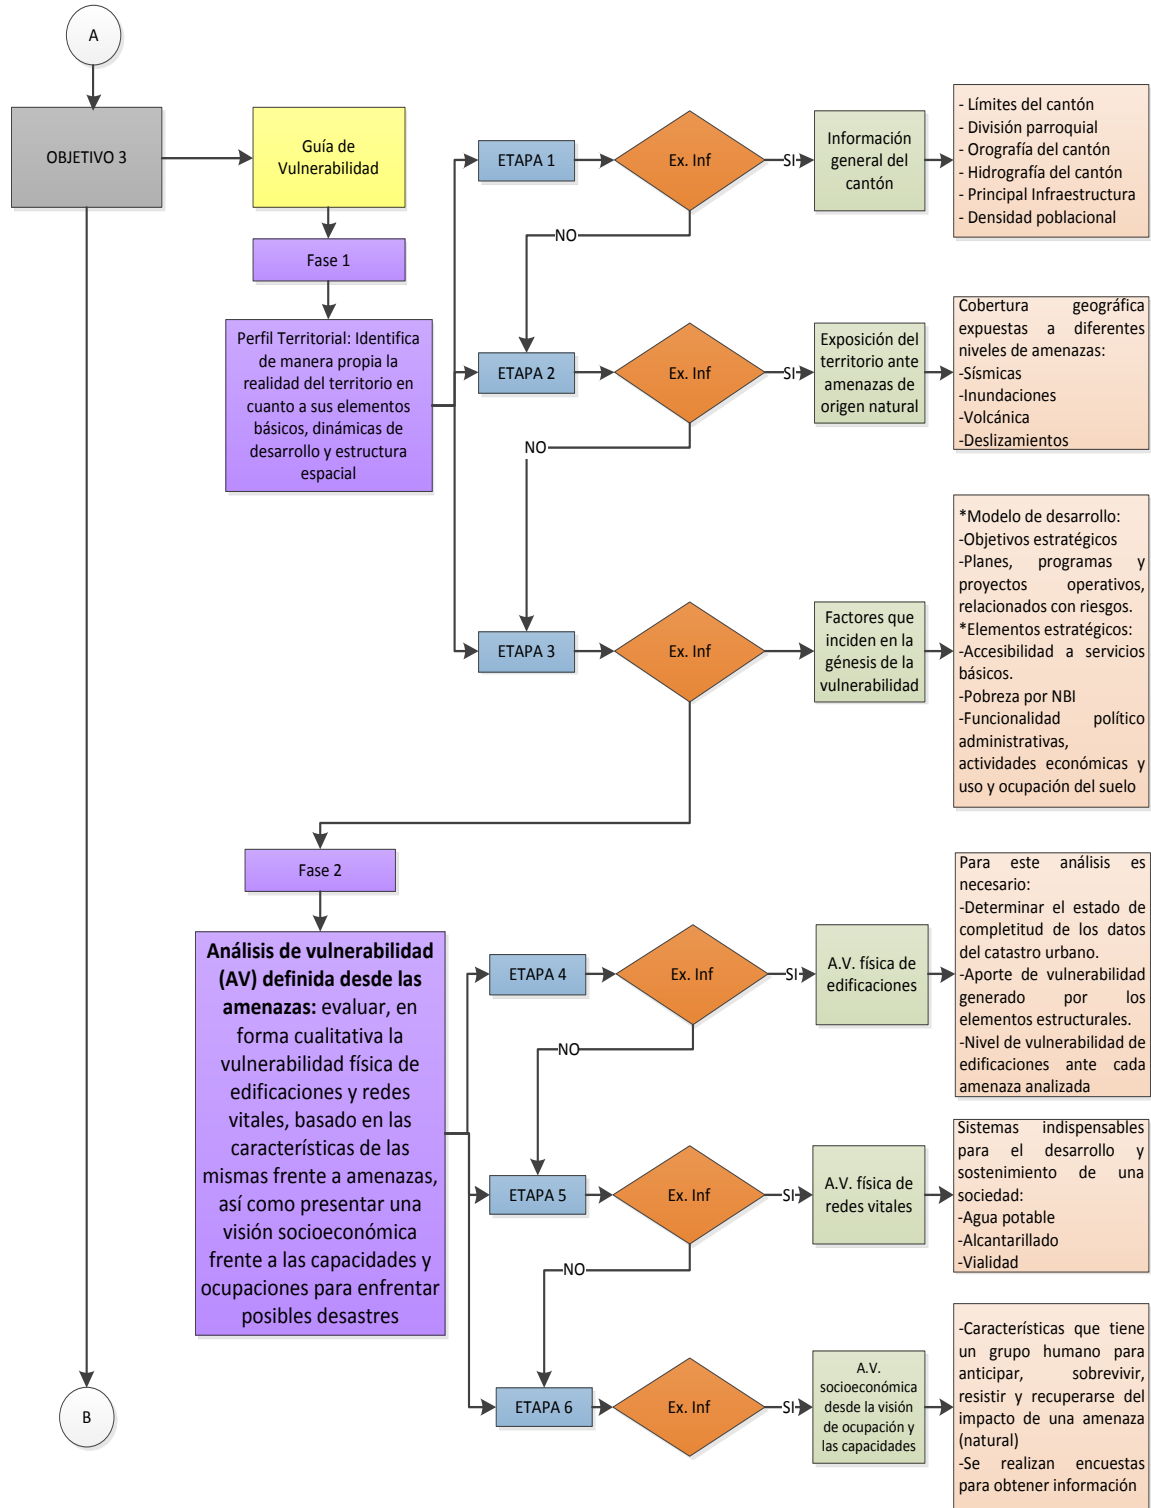 A
OBJETIVO 3
Guía de
Vulnerabilidad
Fase 1
Perfil Territorial: Identifica
de manera propia la
realidad del territorio en
cuanto a sus elementos
básicos, dinámicas de
desarrollo y estructura
espacial
ETAPA 1
Ex. Inf
SI
Información
general del
cantón
- Límites del cantón
- División parroquial
- Orografía del cantón
- Hidrografía del cantón
- Principal Infraestructura
- Densidad poblacional
NO
ETAPA 2
Ex. Inf
SI
Exposición del
territorio ante
amenazas de
origen natural
Cobertura geográfica
expuestas a diferentes
niveles de amenazas:
-Sísmicas
-Inundaciones
-Volcánica
-Deslizamientos
NO
ETAPA 3
Ex. Inf
Factores que
inciden en la
génesis de la
vulnerabilidad
*Modelo de desarrollo:
-Objetivos estratégicos
-Planes, programas y
proyectos operativos,
relacionados con riesgos.
*Elementos estratégicos:
-Accesibilidad a servicios
básicos.
-Pobreza por NBI
-Funcionalidad político
administrativas,
actividades económicas y
uso y ocupación del suelo
Fase 2
Análisis de vulnerabilidad
(AV) definida desde las
amenazas: evaluar, en
forma cualitativa la
vulnerabilidad física de
edificaciones y redes
vitales, basado en las
características de las
mismas frente a amenazas,
así como presentar una
visión socioeconómica
frente a las capacidades y
ocupaciones para enfrentar
posibles desastres
ETAPA 4
Ex. Inf
SI
A.V. física de
edificaciones
Para este análisis es
necesario:
-Determinar el estado de
completitud de los datos
del catastro urbano.
-Aporte de vulnerabilidad
generado por los
elementos estructurales.
-Nivel de vulnerabilidad de
edificaciones ante cada
amenaza analizada
NO
ETAPA 5
Ex. Inf
SI
A.V. física de
redes vitales
Sistemas indispensables
para el desarrollo y
sostenimiento de una
sociedad:
-Agua potable
-Alcantarillado
-Vialidad
NO
ETAPA 6
Ex. Inf
SI
A.V.
socioeconómica
desde la visión
de ocupación y
las capacidades
-Características que tiene
un grupo humano para
anticipar, sobrevivir,
resistir y recuperarse del
impacto de una amenaza
(natural)
-Se realizan encuestas
para obtener información
B